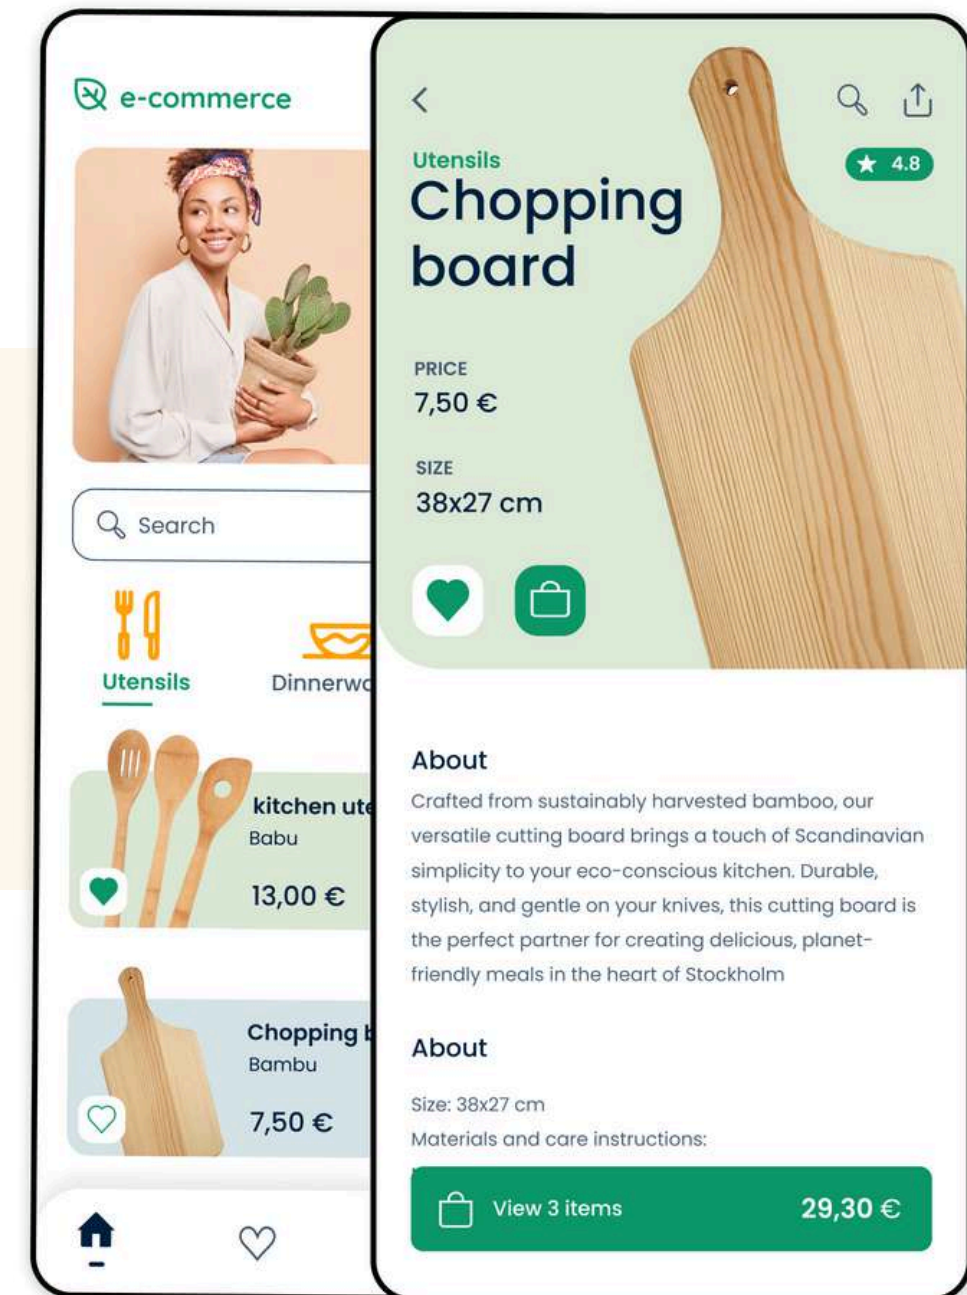 e-commerce
Search
Utensils
kitchen
Babu
13,00 €
Chopping
Bambu
7,50 €
Utensils
4.8
Chopping
board
PRICE
7,50 €
SIZE
38x27 cm
About
Crafted from sustainably harvested bamboo, our
versatile cutting board brings a touch of Scandinavian
simplicity to your eco-conscious kitchen. Durable,
stylish, and gentle on your knives, this cutting board is
the perfect partner for creating delicious, planet-
friendly meals in the heart of Stockholm
About
Size: 38x27 cm
Materials and care instructions:
View 3 items
29,30 €